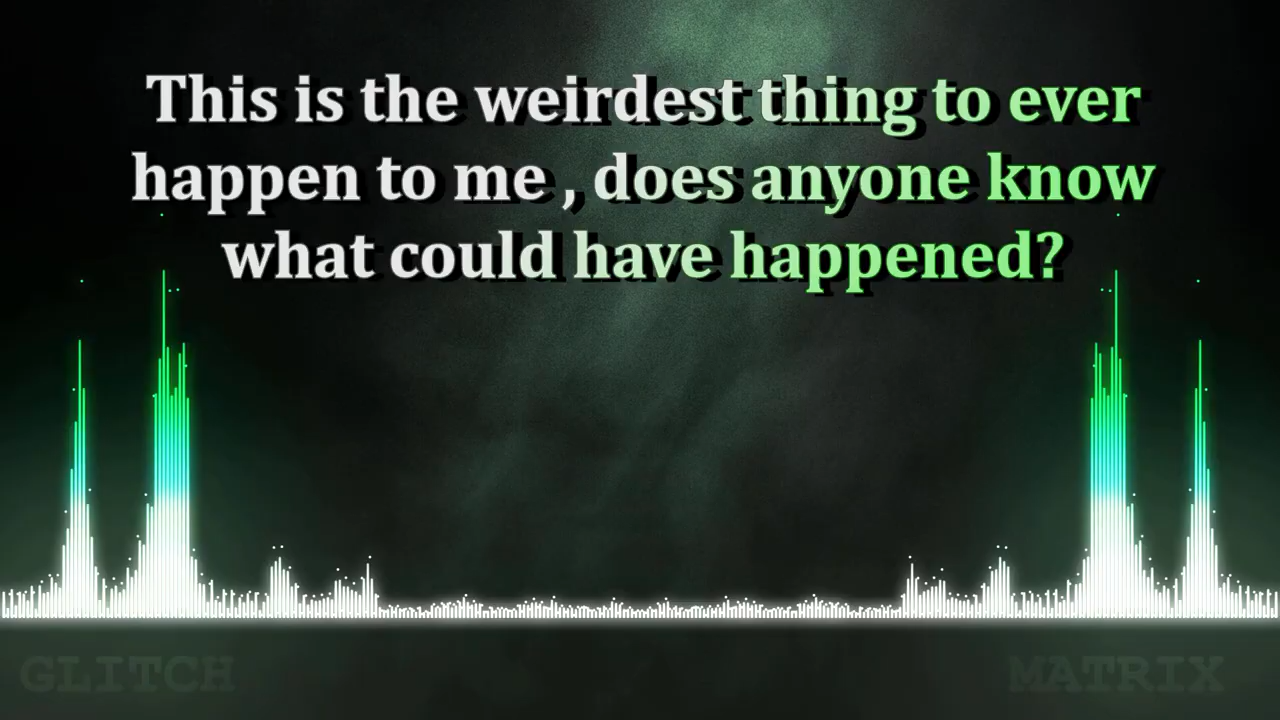 This is the weirdest thing to ever
happen to me , does anyone know
what could have happened?
GLITCH
MATRIX